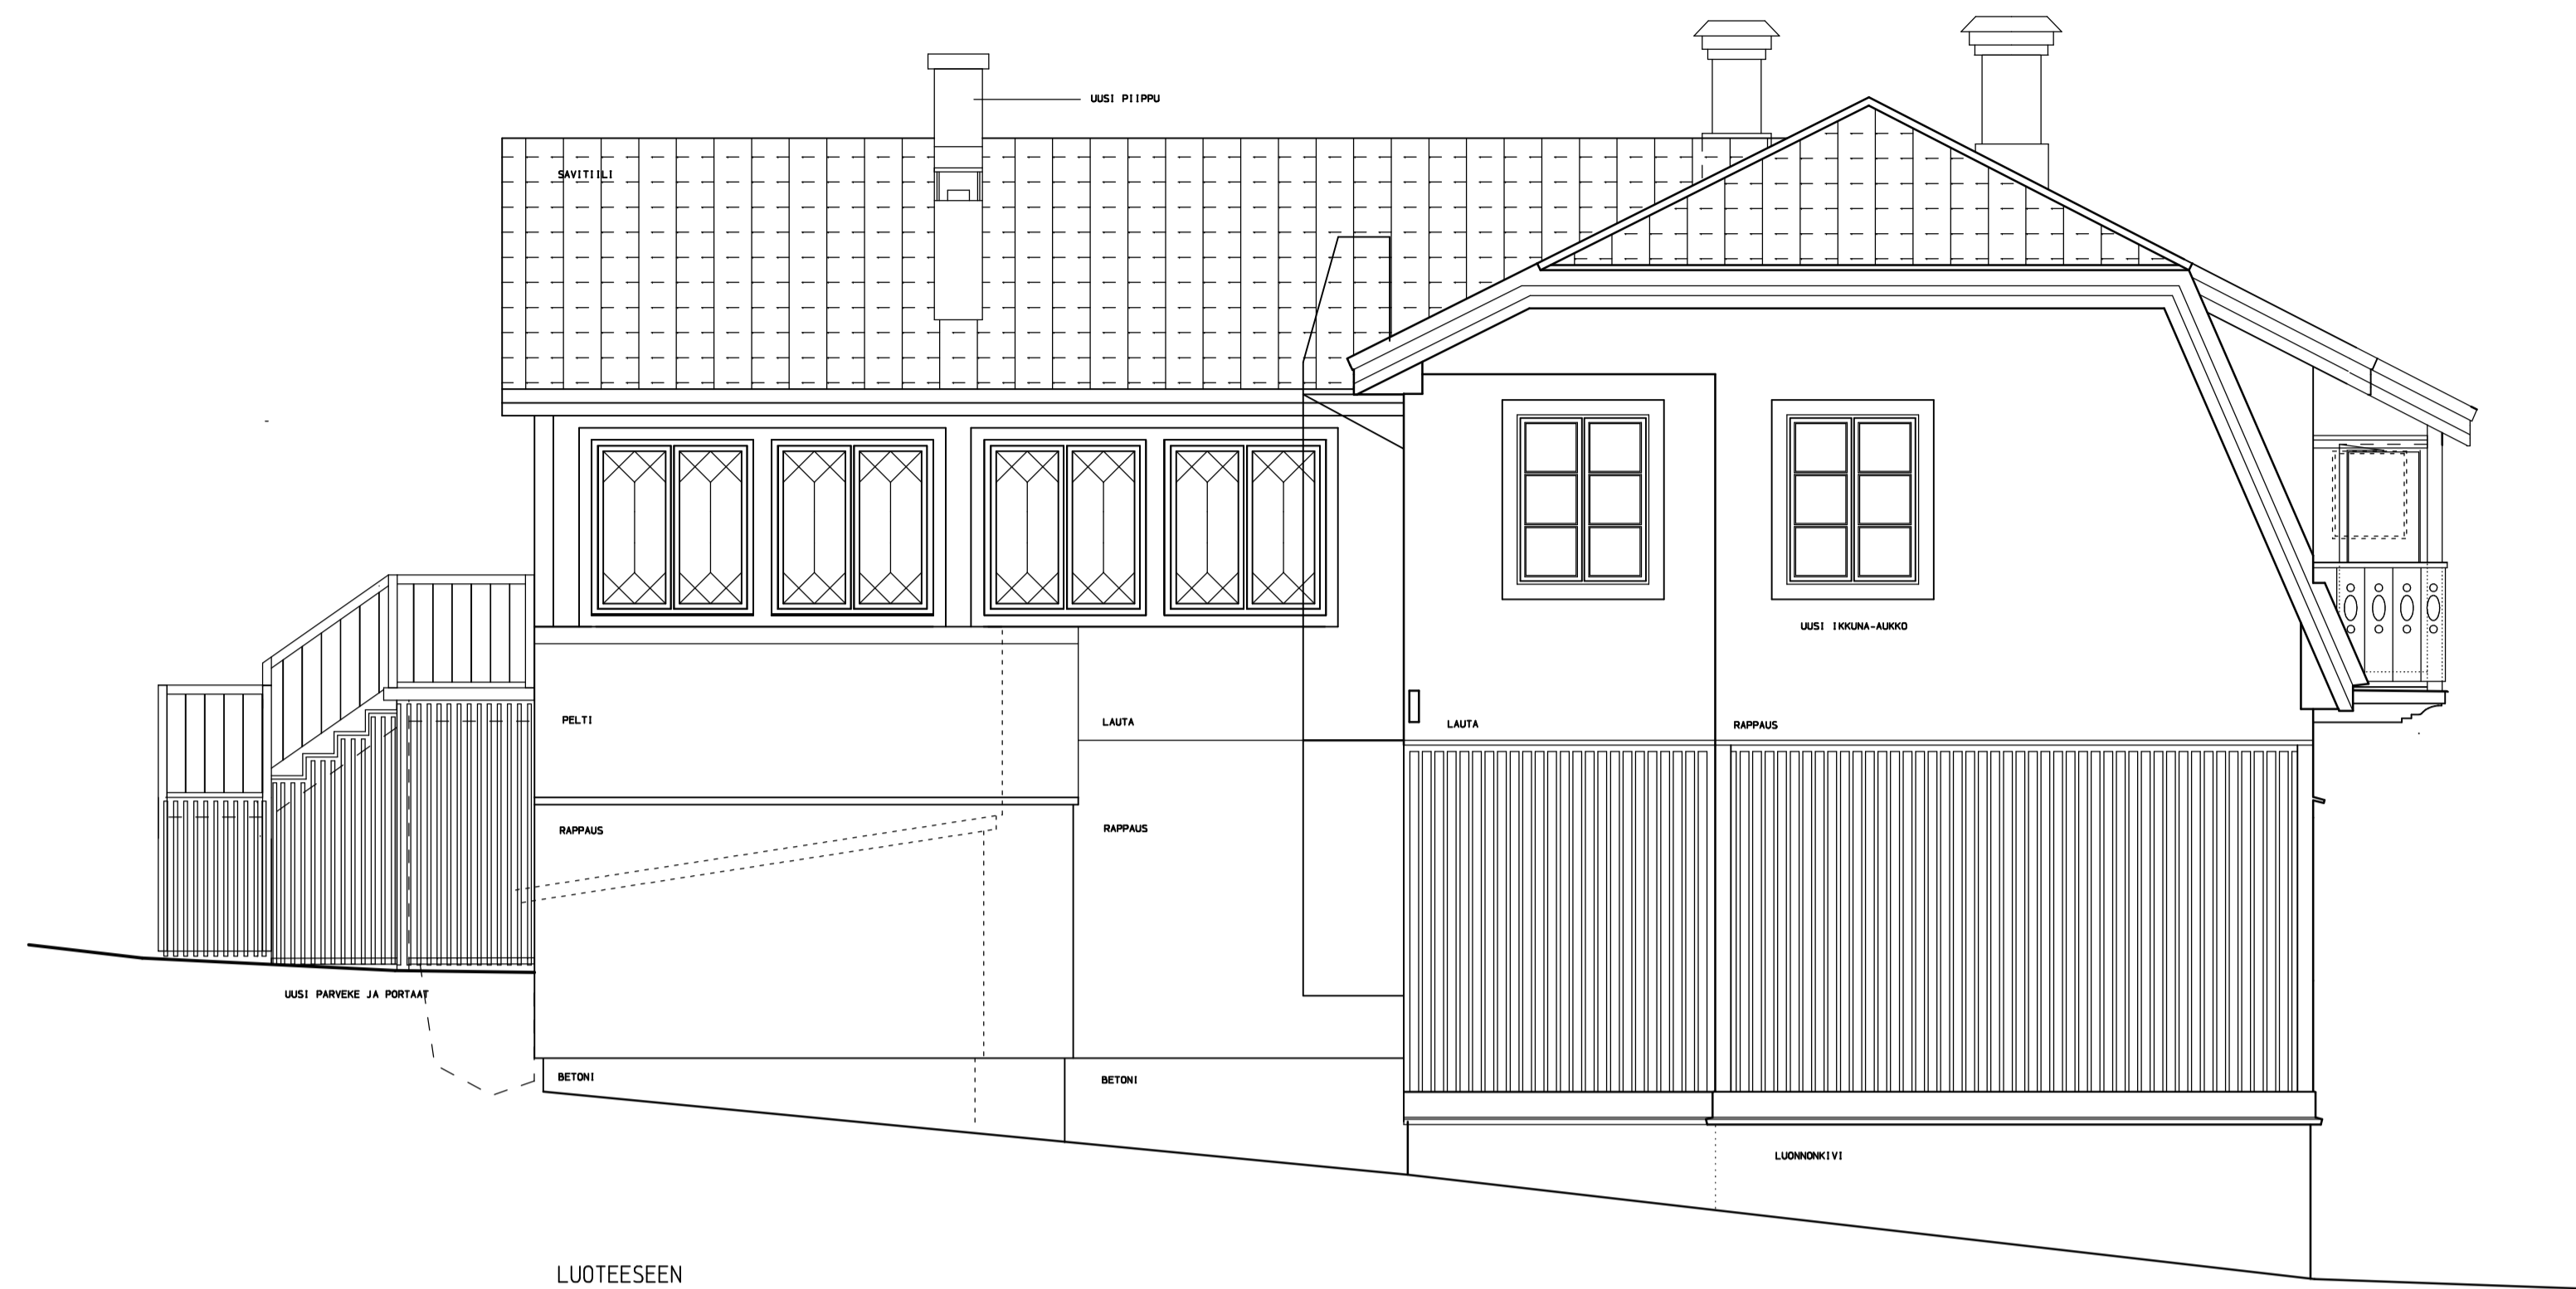 UUSI PIIPPU
SAVITIILI
UUSI IKKUNA-AUKKO
PELTI
LAUTA
LAUTA
RAPPAUS
RAPPAUS
RAPPAUS
UUSI PARVEKE JA PORTAAT
BETONI
BETONI
LUONNONKIVI
LUOTEESEEN